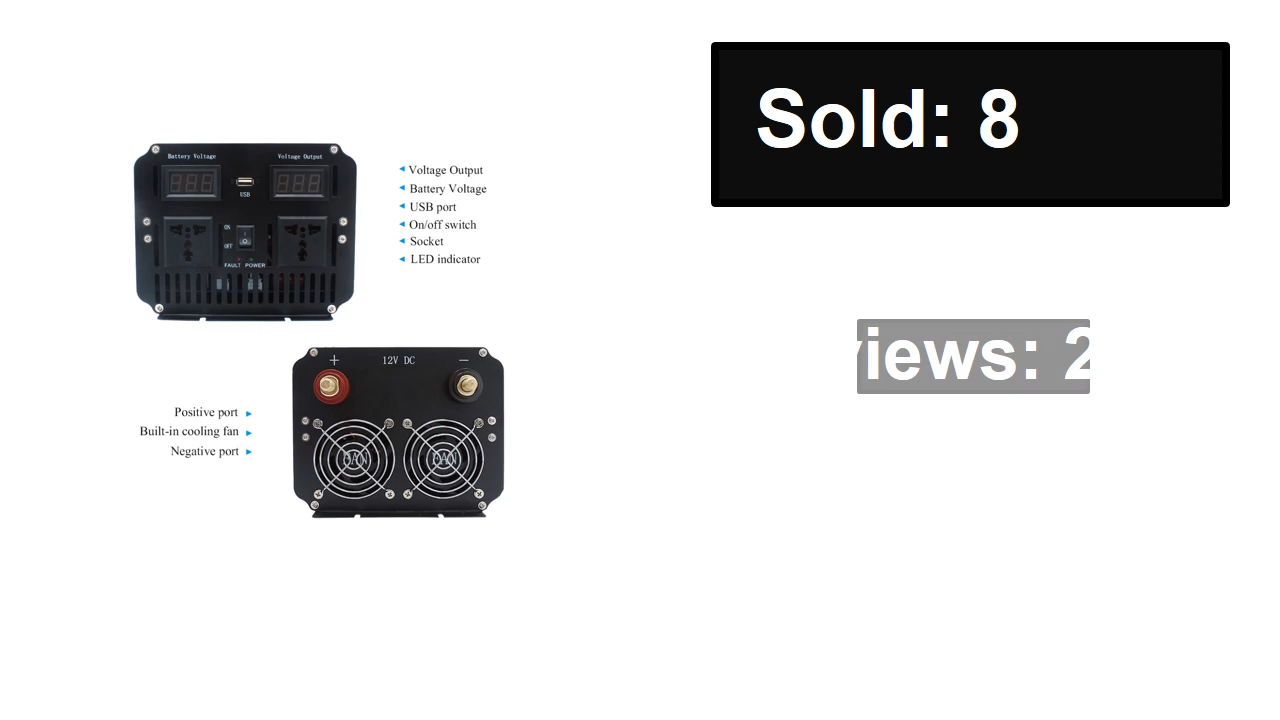 Sold: 8
Battery Voltage
Voltage Output
USB
ON
OFF
FAULT POWER
Voltage Output
Battery Voltage
USB port
On/off switch
Socket
LED indicator
views: 2
+ 12V DC −
Positive port
Built-in cooling fan
Negative port